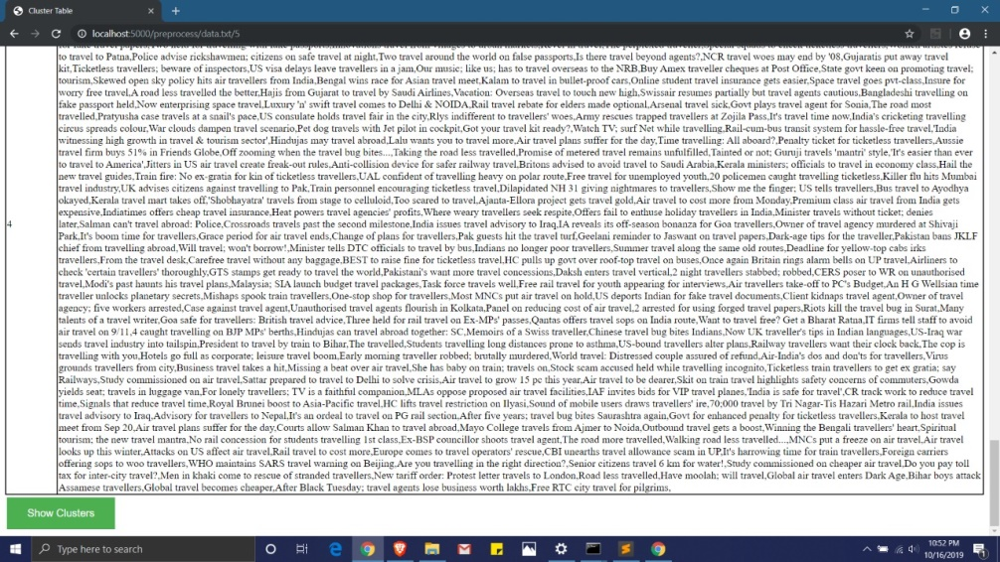 Cluster Table
localhost:5000/preprocess/data.txt/5
to travel to Patna,Police advise rickshawmen; citizens on safe travel at night,Two travel around the world on false passports,Is there travel beyond agents?,NCR travel woes may end by '08,Gujaratis put away travel
kit,Ticketless travellers; beware of inspectors,US visa delays leave travellers in a jam,Our music; like us; has to travel overseas to the NRB,Buy Amex traveller cheques at Post Office,State govt keen on promoting travel;
tourism,Skewed open sky policy hits air travellers from India,Bengal wins race for Asian travel meet,Kalam to travel in bullet-proof cars,Online student travel insurance gets easier,Space travel goes pvt-class,Insure for
worry free travel,A road less travelled the better,Hajis from Gujarat to travel by Saudi Airlines,Vacation: Overseas travel to touch new high,Swissair resumes partially but travel agents cautious,Bangladeshi travelling on
fake passport held,Now enterprising space travel,Luxury 'n' swift travel comes to Delhi & NOIDA,Rail travel rebate for elders made optional,Arsenal travel sick,Govt plays travel agent for Sonia,The road most
travelled,Pratyusha case travels at a snail's pace,US consulate holds travel fair in the city,Rlys indifferent to travellers' woes,Army rescues trapped travellers at Zojila Pass,It's travel time now,India's cricketing travelling
circus spreads colour,War clouds dampen travel scenario,Pet dog travels with Jet pilot in cockpit,Got your travel kit ready?,Watch TV; surf Net while travelling,Rail-cum-bus transit system for hassle-free travel,'India
witnessing high growth in travel & tourism sector',Hindujas may travel abroad,Lalu wants you to travel more,Air travel plans suffer for the day,Time travelling: All aboard?,Penalty ticket for ticketless travellers,Aussie
travel firm buys 51% in Friends Globe,Off zooming when the travel bug bites...,Taking the road less travelled,Promise of metered travel remains unfulfilled,Tainted or not; Guruji travels 'mantri' style,'It's easier than ever
to travel to America'.Jitters in US air travel create freak-out rules,Anti-collision device for safer railway travel,Britons advised to avoid travel to Saudi Arabia,Kerala ministers; officials to travel in economy class,Hail the
new travel guides,Train fire: No ex-gratia for kin of ticketless travellers,UAL confident of travelling heavy on polar route,Free travel for unemployed youth,20 policemen caught travelling ticketless,Killer flu hits Mumbai
travel industry,UK advises citizens against travelling to Pak,Train personnel encouraging ticketless travel,Dilapidated NH 31 giving nightmares to travellers,Show me the finger; US tells travellers,Bus travel to Ayodhya
okayed,Kerala travel mart takes off,'Shobhayatra' travels from stage to celluloid,Too scared to travel,Ajanta-Ellora project gets travel gold,Air travel to cost more from Monday,Premium class air travel from India gets
expensive,Indiatimes offers cheap travel insurance,Heat powers travel agencies' profits,Where weary travellers seek respite,Offers fail to enthuse holiday travellers in India,Minister travels without ticket; denies
4
later,Salman can't travel abroad: Police,Crossroads travels past the second milestone,India issues travel advisory to Iraq,IA reveals its off-season bonanza for Goa travellers,Owner of travel agency murdered at Shivaji
Park,It's boom time for travellers,Grace period for air travel ends,Change of plans for travellers,Pak guests hit the travel turf,Geelani reminder to Jaswant on travel papers,Dark-age tips for the traveller,Pakistan bans JKLF
chief from travelling abroad,Will travel; won't borrow!,Minister tells DTC officials to travel by bus,Indians no longer poor travellers,Summer travel along the same old routes,Deadline for yellow-top cabs irks
travellers,From the travel desk,Carefree travel without any baggage,BEST to raise fine for ticketless travel,HC pulls up govt over roof-top travel on buses,Once again Britain rings alarm bells on UP travel,Airliners to
check 'certain travellers' thoroughly,GTS stamps get ready to travel the world,Pakistani's want more travel concessions,Daksh enters travel vertical,2 night travellers stabbed; robbed,CERS poser to WR on unauthorised
travel,Modi's past haunts his travel plans,Malaysia; SIA launch budget travel packages,Task force travels well,Free rail travel for youth appearing for interviews,Air travellers take-off to PC's Budget,An H G Wellsian time
traveller unlocks planetary secrets,Mishaps spook train travellers,One-stop shop for travellers,Most MNCs put air travel on hold,US deports Indian for fake travel documents,Client kidnaps travel agent,Owner of travel
agency; five workers arrested,Case against travel agent,Unauthorised travel agents flourish in Kolkata,Panel on reducing cost of air travel,2 arrested for using forged travel papers,Riots kill the travel bug in Surat,Many
talents of a travel writer,Goa safe for travellers: British travel advice,Three held for rail travel on Ex-MPs' passes,Qantas offers travel sops on India route,Want to travel free? Get a Bharat Ratna,IT firms tell staff to avoid
air travel on 9/11,4 caught travelling on BJP MPs' berths,Hindujas can travel abroad together: SC,Memoirs of a Swiss traveller,Chinese travel bug bites Indians,Now UK traveller's tips in Indian languages,US-Iraq war
sends travel industry into tailspin,President to travel by train to Bihar,The travelled,Students travelling long distances prone to asthma,US-bound travellers alter plans,Railway travellers want their clock back,The corpse is
travelling with you,Hotels go full as corporate; leisure travel boom,Early morning traveller robbed; brutally murdered,World travel: Distressed couple assured of refund,Air-India's dos and don'ts for travellers,Virus
grounds travellers from city,Business travel takes a hit,Missing a beat over air travel,She has baby on train; travels on,Stock scam accused held while travelling incognito,Ticketless train travellers to get ex gratia; say
Railways,Study commissioned on air travel,Sattar prepared to travel to Delhi to solve crisis,Air travel to grow 15 pc this year,Air travel to be dearer,Skit on train travel highlights safety concerns of commuters,Gowda
yields seat; travels in luggage van,For lonely travellers; TV is a faithful companion,MLAs oppose proposed air travel facilities,IAF invites bids for VIP travel planes,'India is safe for travel',CR track work to reduce travel
time,Signals that reduce travel time,Royal Brunei boost to Asia-Pacific travel,HC lifts travel restriction on Ilyasi,Sound of mobile users draws travellers' ire,70,000 travel by Tri Nagar-Tis Hazari Metro rail,India issues
travel advisory to Iraq,Advisory for travellers to Nepal,It's an ordeal to travel on PG rail section,After five years; travel bug bites Saurashtra again,Govt for enhanced penalty for ticketless travellers,Kerala to host travel
meet from Sep 20,Air travel plans suffer for the day,Courts allow Salman Khan to travel abroad,Mayo College travels from Ajmer to Noida,Outbound travel gets a boost,Winning the Bengali travellers' heart,Spiritual
tourism; the new travel mantra,No rail concession for students travelling 1st class,Ex-BSP councillor shoots travel agent,The road more travelled,Walking road less travelled...,MNCs put a freeze on air travel,Air travel
looks up this winter,Attacks on US affect air travel,Rail travel to cost more,Europe comes to travel operators' rescue,CBI unearths travel allowance scam in UP,It's harrowing time for train travellers,Foreign carriers
offering sops to woo travellers,WHO maintains SARS travel warning on Beijing,Are you travelling in the right direction?,Senior citizens travel 6 km for water!,Study commissioned on cheaper air travel,Do you pay toll
tax for inter-city travel?,Men in khaki come to rescue of stranded travellers,New tariff order: Protest letter travels to London,Road less travelled,Have moolah; will travel,Global air travel enters Dark Age,Bihar boys attack
Assamese travellers,Global travel becomes cheaper,After Black Tuesday; travel agents lose business worth lakhs,Free RTC city travel for pilgrims,
Show Clusters
Type here to search
10:52 PM
10/16/2019